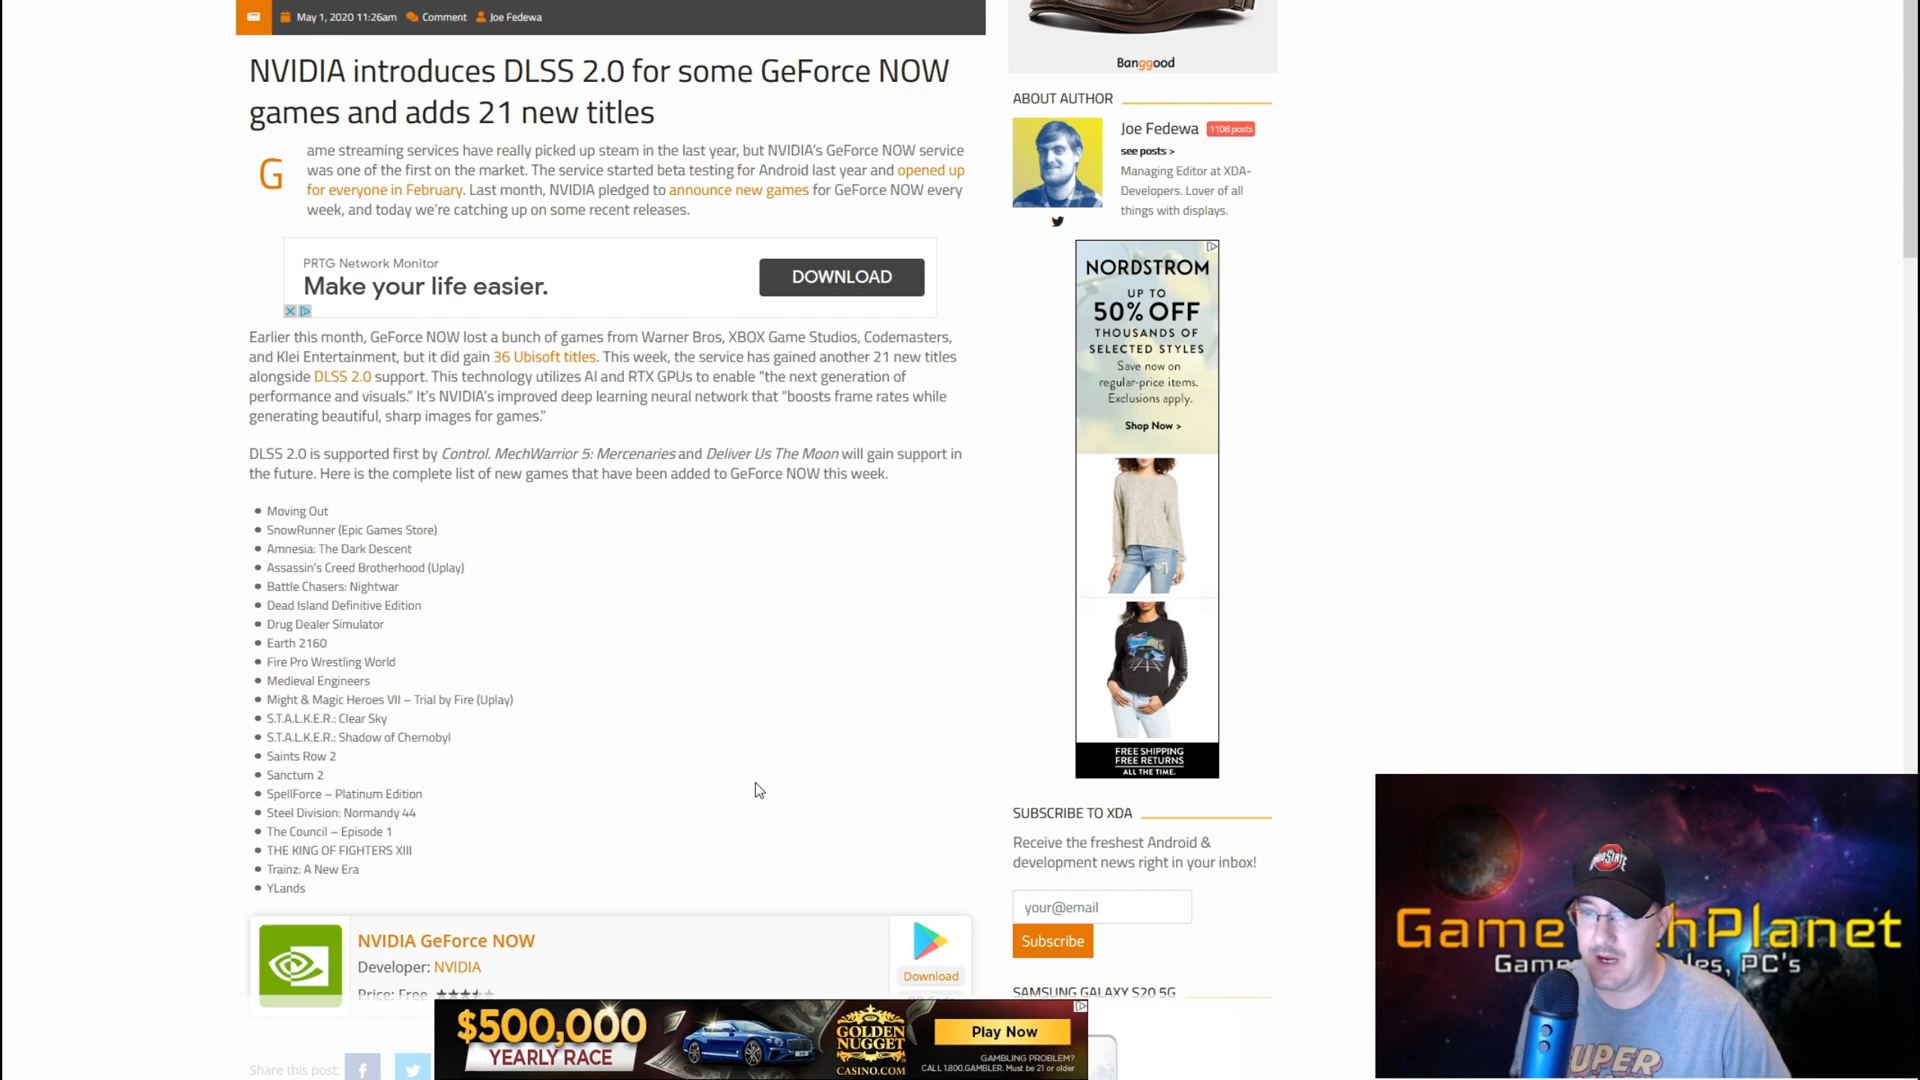 May 1, 2020 11:26am Comment Joe Fedewa
NVIDIA introduces DLSS 2.0 for some GeForce NOW
games and adds 21 new titles
Game streaming services have really picked up steam in the last year, but NVIDIA's GeForce NOW service
was one of the first on the market. The service started beta testing for Android last year and opened up
for everyone in February. Last month, NVIDIA pledged to announce new games for GeForce NOW every
week, and today we're catching up on some recent releases.
PRTG Network Monitor
Make your life easier.
DOWNLOAD
Earlier this month, GeForce NOW lost a bunch of games from Warner Bros, XBOX Game Studios, Codemasters,
and Klei Entertainment, but it did gain 36 Ubisoft titles. This week, the service has gained another 21 new titles
alongside DLSS 2.0 support. This technology utilizes AI and RTX GPUs to enable “the next generation of
performance and visuals.” It's NVIDIA's improved deep learning neural network that “boosts frame rates while
generating beautiful, sharp images for games.”
DLSS 2.0 is supported first by Control. MechWarrior 5: Mercenaries and Deliver Us The Moon will gain support in
the future. Here is the complete list of new games that have been added to GeForce NOW this week.
Moving Out
SnowRunner (Epic Games Store)
Amnesia: The Dark Descent
Assassin's Creed Brotherhood (Uplay)
Battle Chasers: Nightwar
Dead Island Definitive Edition
Drug Dealer Simulator
Earth 2160
Fire Pro Wrestling World
Medieval Engineers
Might & Magic Heroes VII – Trial by Fire (Uplay)
S.T.A.L.K.E.R.: Clear Sky
S.T.A.L.K.E.R.: Shadow of Chernobyl
Saints Row 2
Sanctum 2
SpellForce – Platinum Edition
Steel Division: Normandy 44
The Council – Episode 1
THE KING OF FIGHTERS XIII
Trainz: A New Era
YLands
NVIDIA GeForce NOW
Developer: NVIDIA
Price: Free
Download
Share this post:
$500,000
YEARLY RACE
GOLDEN
NUGGET
CASINO.COM
Play Now
GAMBLING PROBLEM?
CALL 1.800.GAMBLER. Must be 21 or older
Banggood
ABOUT AUTHOR
Joe Fedewa 1108 posts
see posts >
Managing Editor at XDA-
Developers. Lover of all
things with displays.
NORDSTROM
UP TO
50% OFF
THOUSANDS OF
SELECTED STYLES
Save now on
regular-price items.
Exclusions apply.
Shop Now >
FREE SHIPPING
FREE RETURNS
ALL THE TIME.
SUBSCRIBE TO XDA
Receive the freshest Android &
development news right in your inbox!
your@email
Subscribe
SAMSUNG GALAXY S20 5G
OHIO STATE
PC's